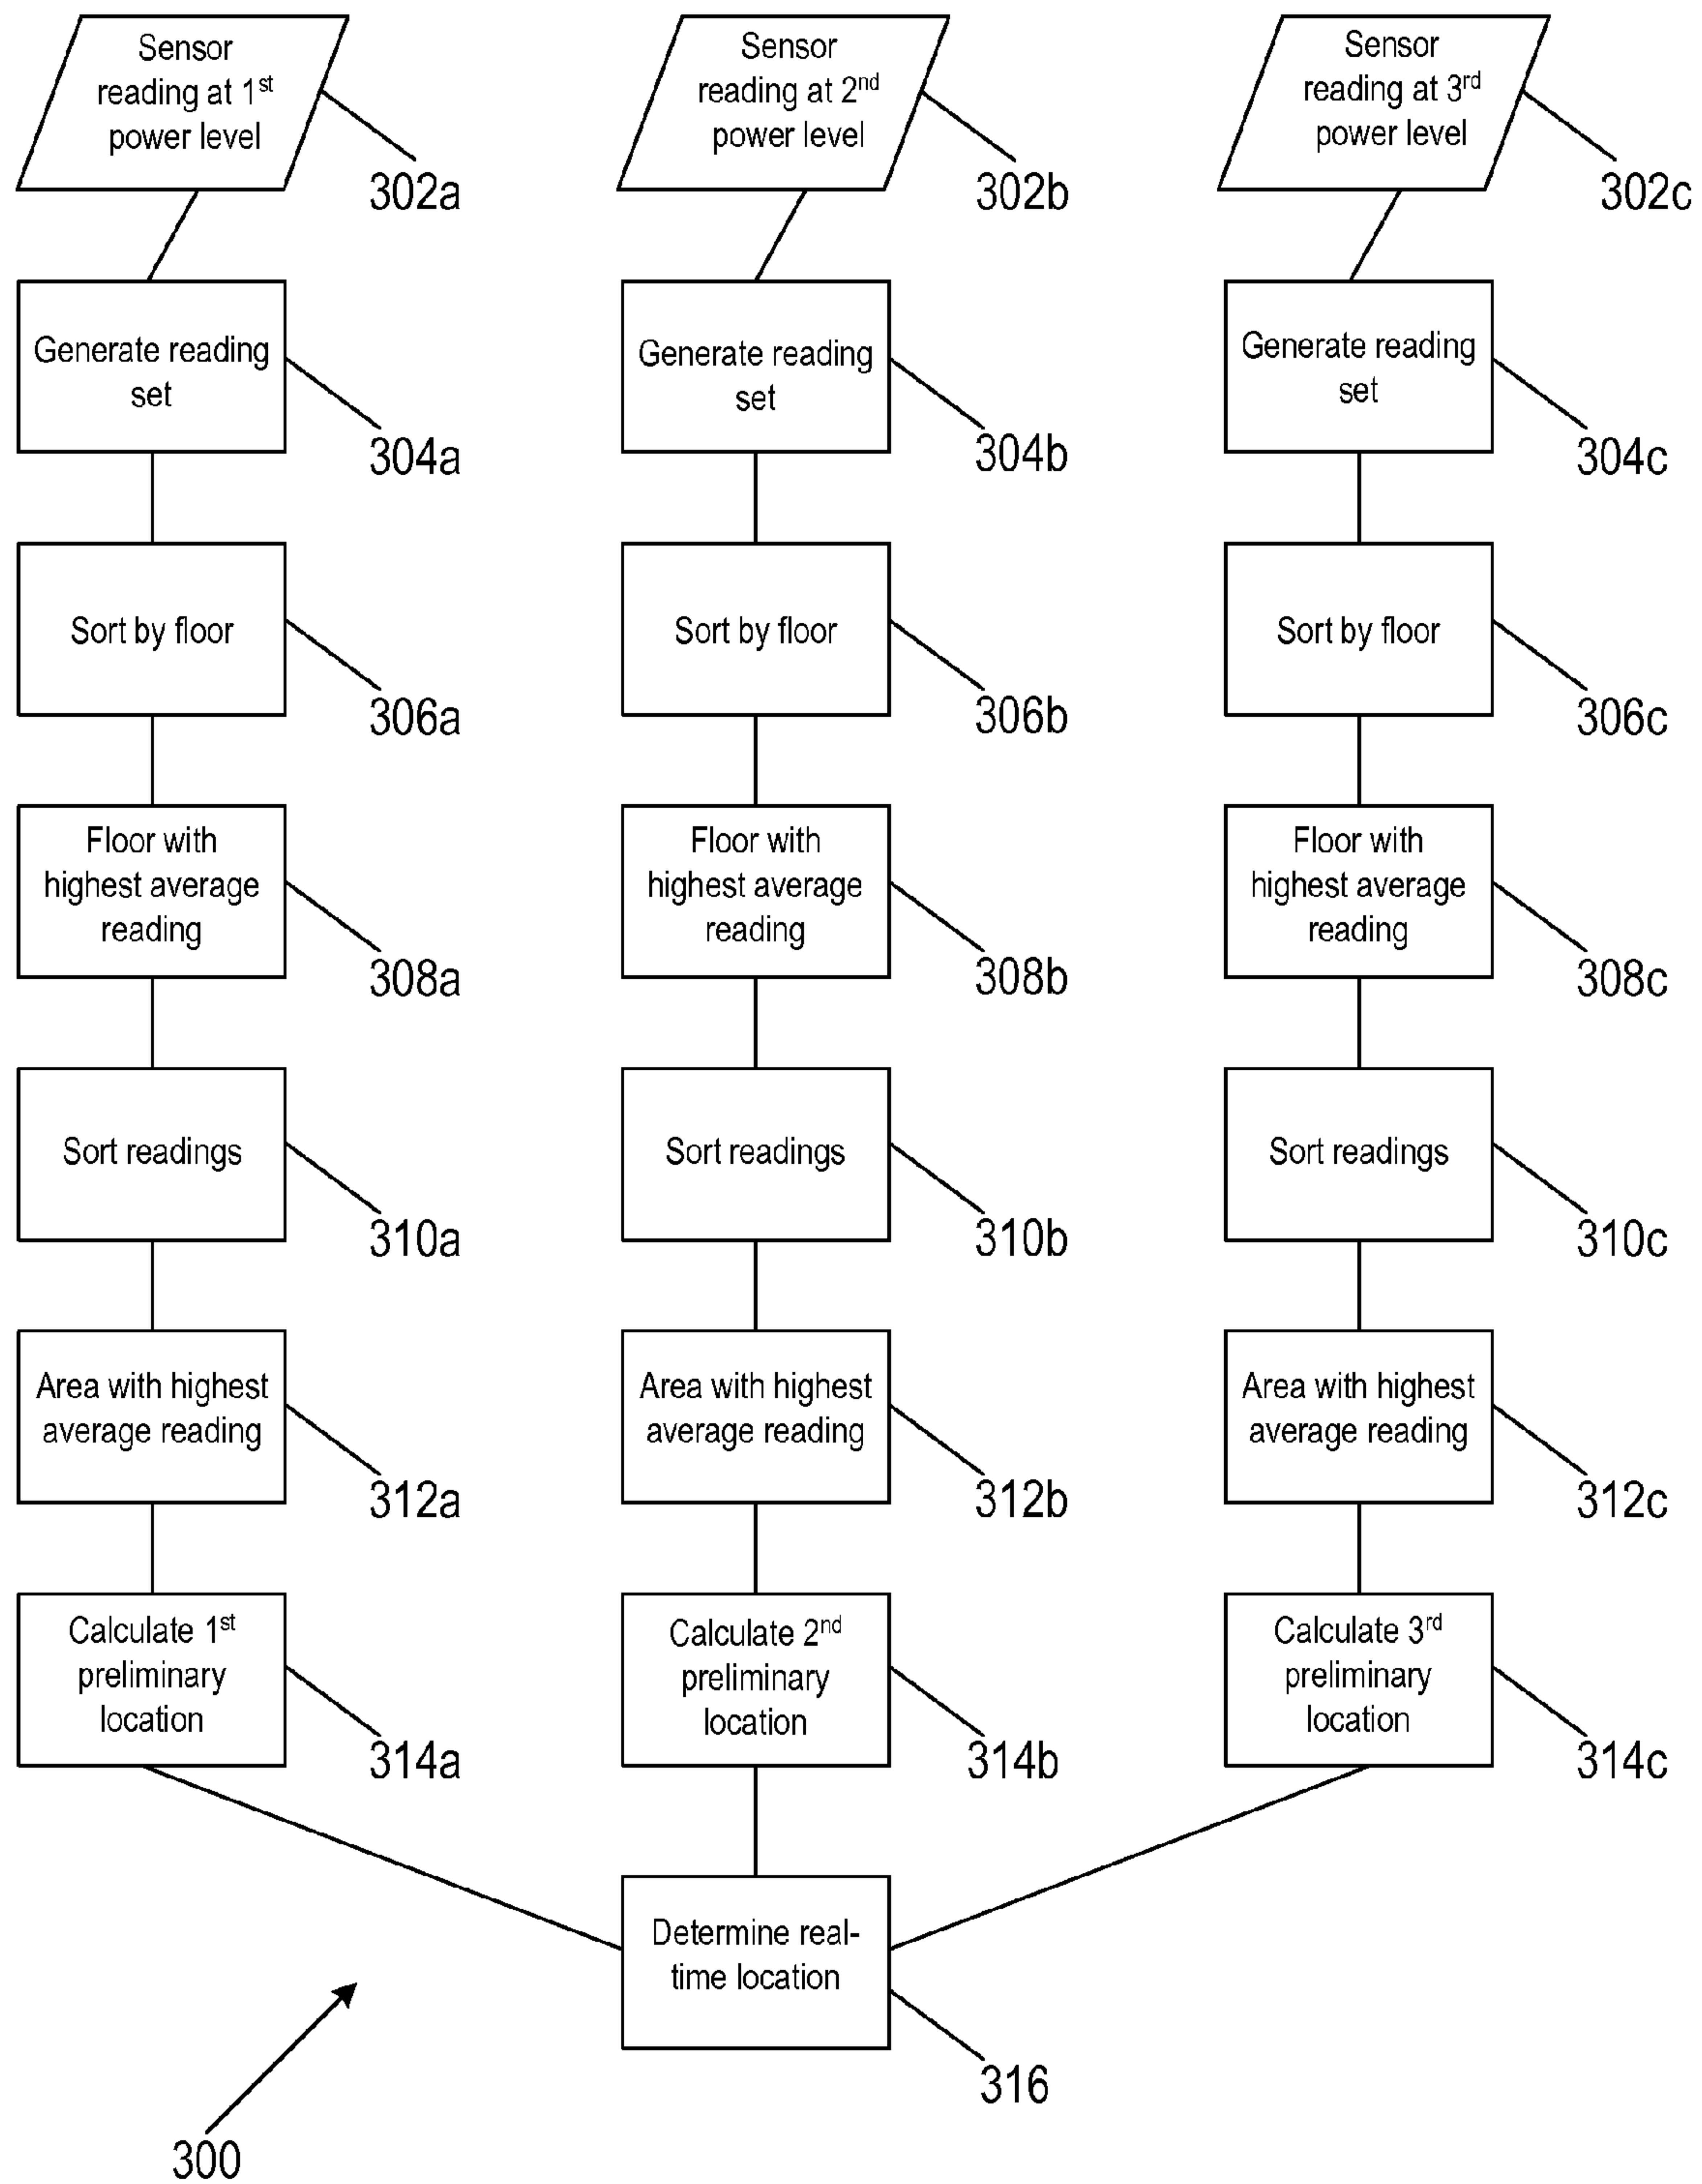 Sensor
reading at 1st
power level
302a
Sensor
reading at 2nd
power level
302b
Sensor
reading at 3rd
power level
302c
Generate reading
set
304a
Generate reading
set
304b
Generate reading
set
304c
Sort by floor
306a
Sort by floor
306b
Sort by floor
306c
Floor with
highest average
reading
308a
Floor with
highest average
reading
308b
Floor with
highest average
reading
308c
Sort readings
310a
Sort readings
310b
Sort readings
310c
Area with highest
average reading
312a
Area with highest
average reading
312b
Area with highest
average reading
312c
Calculate 1st
preliminary
location
314a
Calculate 2nd
preliminary
location
314b
Calculate 3rd
preliminary
location
314c
Determine real-
time location
316
300